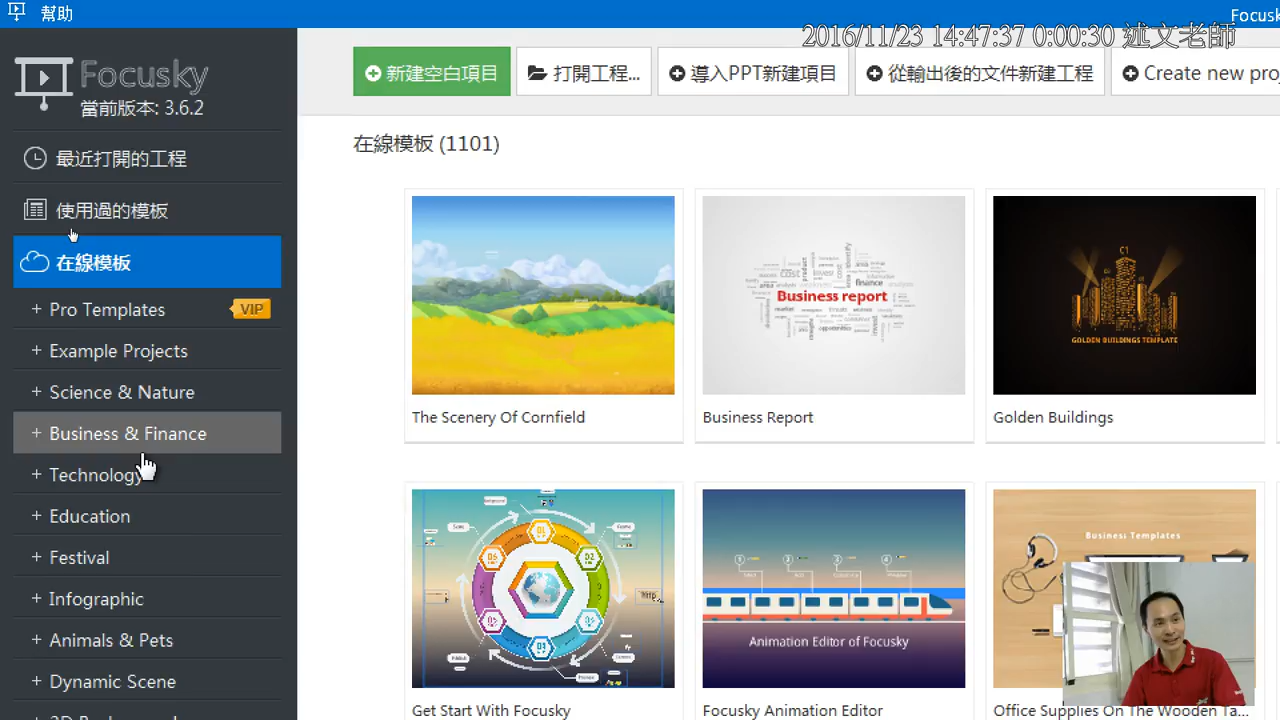 幫助
Focusk
2016/11/23 14:47:37 0:00:30 述文老師
Focusky
當前版本: 3.6.2
最近打開的工程
使用過的模板
在線模板
+ Pro Templates VIP
+ Example Projects
+ Science & Nature
+ Business & Finance
+ Technology
+ Education
+ Festival
+ Infographic
+ Animals & Pets
+ Dynamic Scene
新建空白項目
打開工程...
導入PPT新建項目
從輸出後的文件新建工程
Create new pro
在線模板 (1101)
Business report
C1
GOLDEN BUILDINGS TEMPLATE
The Scenery Of Cornfield
Business Report
Golden Buildings
Animation Editor of Focusky
Business Templates
Get Start With Focusky
Focusky Animation Editor
Office Supplies On The Wooden Ta...